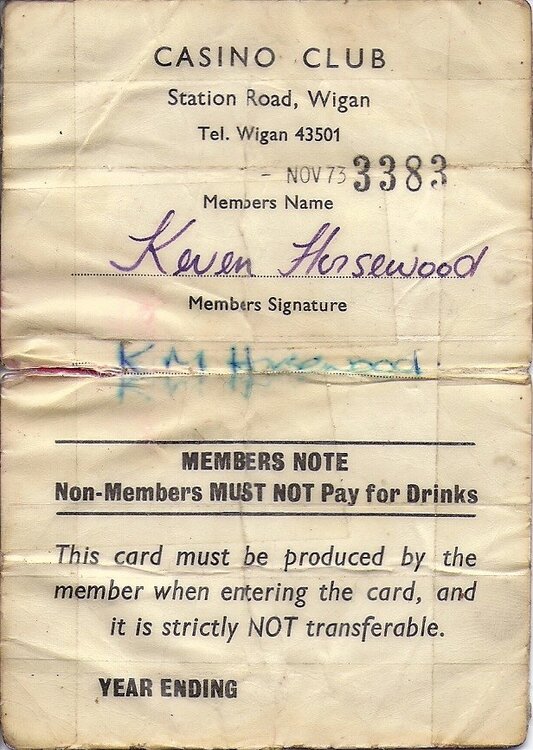 CASINO CLUB
Station Road, Wigan
Tel. Wigan 43501
- NOV 73 3383
Members Name
Keven Horsewood
Members Signature
K M Horsewood
MEMBERS NOTE
Non-Members MUST NOT Pay for Drinks
This card must be produced by the
member when entering the card, and
it is strictly NOT transferable.
YEAR ENDING